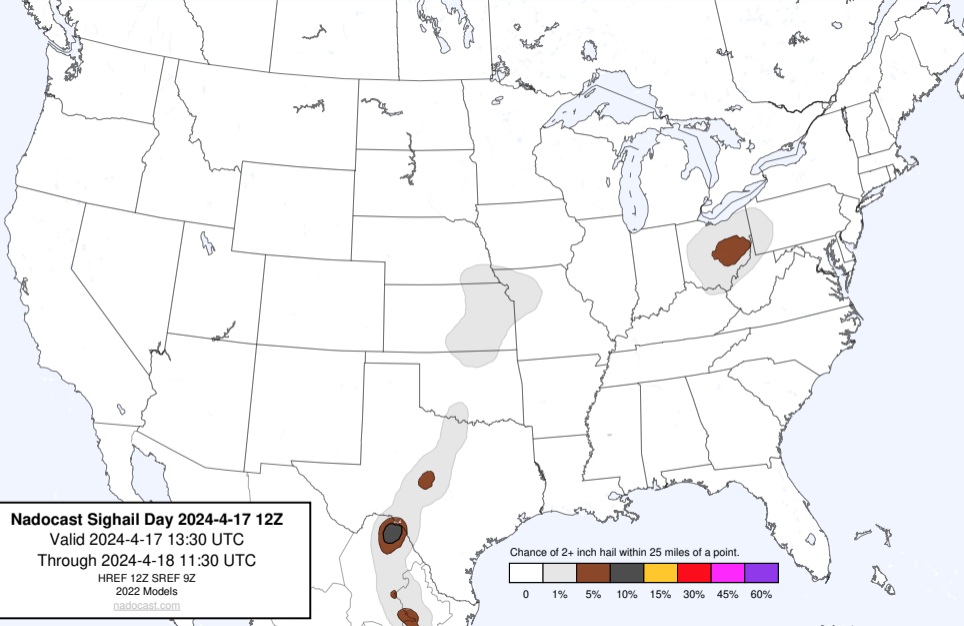 Nadocast Sighail Day 2024-4-17 12Z
Valid 2024-4-17 13:30 UTC
Through 2024-4-18 11:30 UTC
HREF 12Z SREF 9Z
2022 Models
nadocast.com
Chance of 2+ inch hail within 25 miles of a point.
0 1% 5% 10% 15% 30% 45% 60%